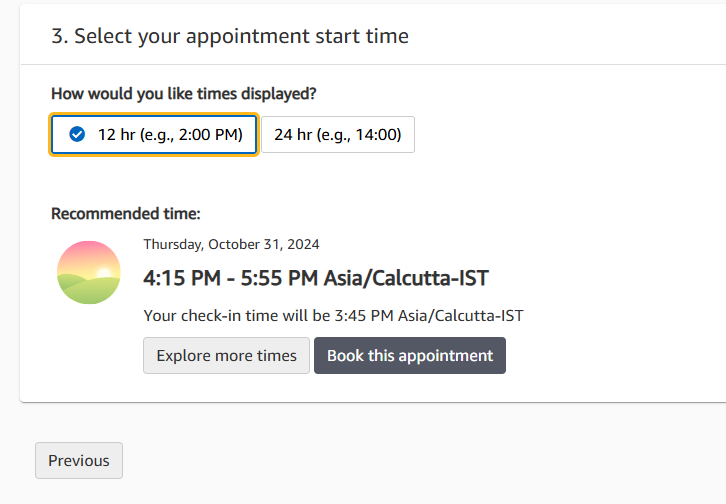 3. Select your appointment start time
How would you like times displayed?
12 hr (e.g., 2:00 PM) 24 hr (e.g., 14:00)
Recommended time:
Thursday, October 31, 2024
4:15 PM - 5:55 PM Asia/Calcutta-IST
Your check-in time will be 3:45 PM Asia/Calcutta-IST
Explore more times Book this appointment
Previous